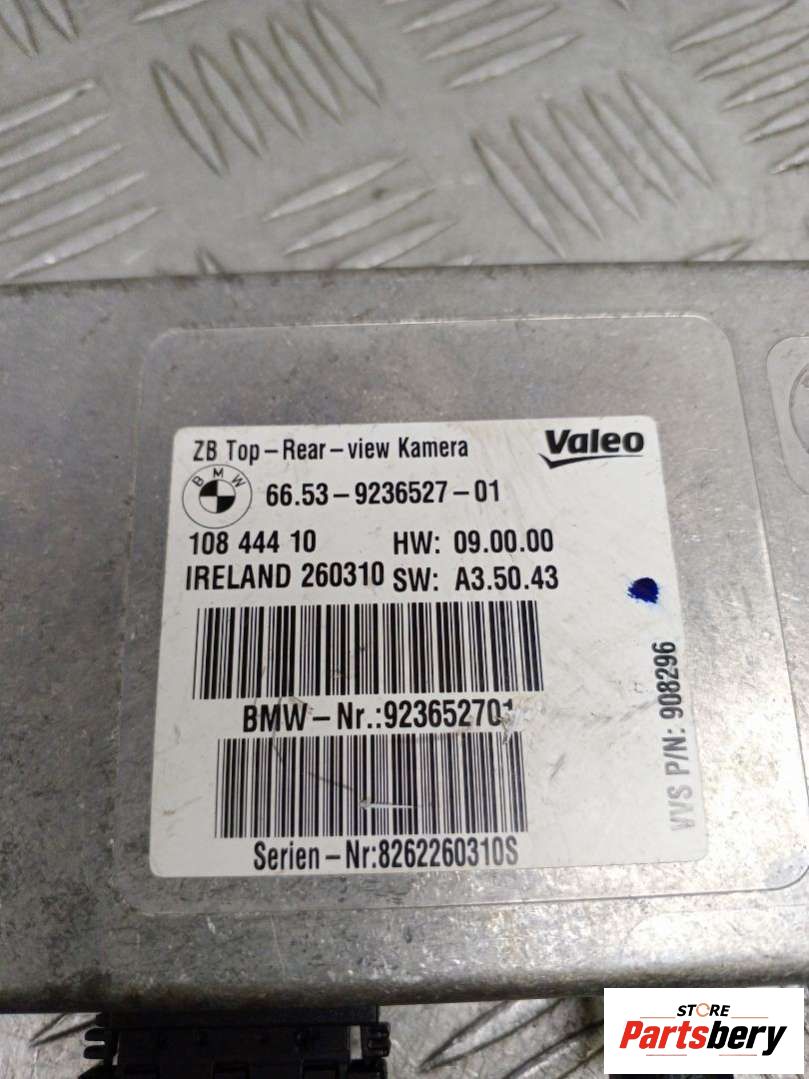 ZB Top-Rear-view Kamera
Valeo
BMW
66.53-9236527-01
108 444 10 HW: 09.00.00
IRELAND 260310 SW: A3.50.43
BMW-Nr.:923652701
Serien-Nr:8262260310S
VVS P/N: 908296
STORE
Partsbery